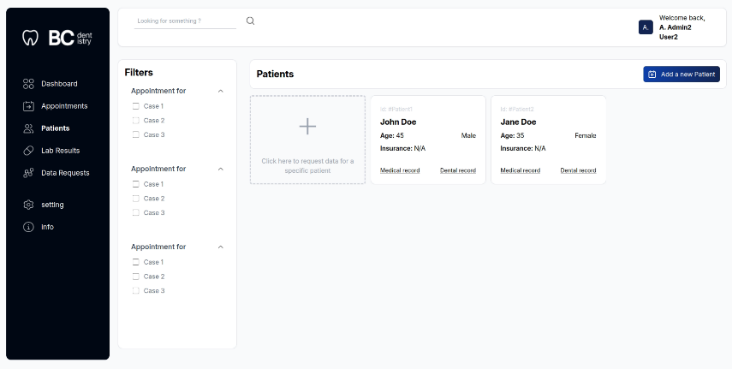 BC dent
istry
Dashboard
Appointments
Patients
Lab Results
Data Requests
setting
info
Looking for something ?
A.
Welcome back,
A. Admin2
User2
Filters
Appointment for
Case 1
Case 2
Case 3
Appointment for
Case 1
Case 2
Case 3
Appointment for
Case 1
Case 2
Case 3
Patients
Add a new Patient
Click here to request data for a
specific patient
Id: #Patient1
John Doe
Age: 45 Male
Insurance: N/A
Medical record Dental record
Id: #Patient2
Jane Doe
Age: 35 Female
Insurance: N/A
Medical record Dental record